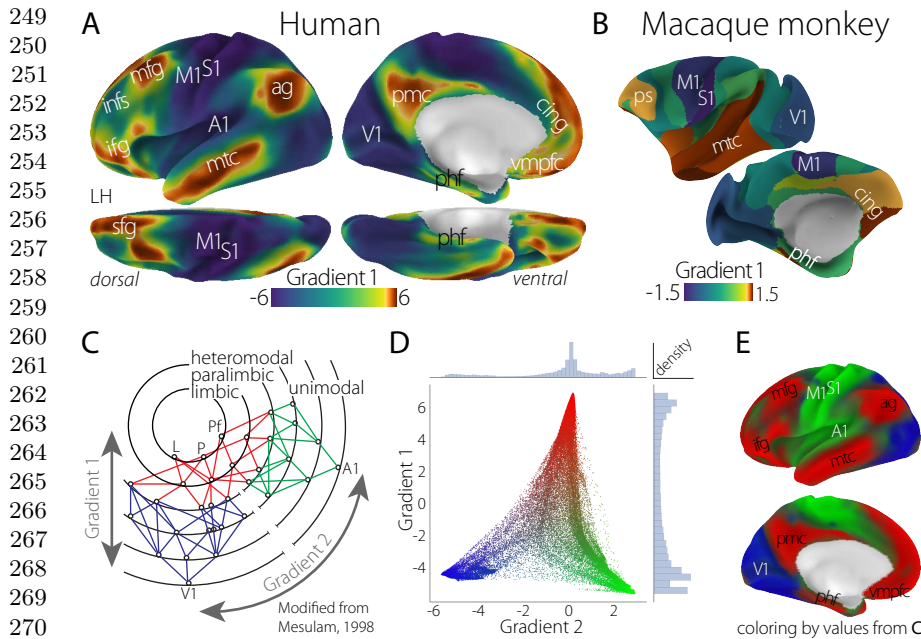 249
250
251
252
253
254
255
256
257
258
259
260
261
262
263
264
265
266
267
268
269
270
A
Human
mfg
M1 S1
infs
ag
A1
ifg
mtc
LH
pmc
V1
cing
vmpfc
phf
sfg
M1 S1
dorsal
phf
ventral
Gradient 1
-6
6
B
Macaque monkey
ps
M1
S1
V1
mtc
M1
cing
phf
Gradient 1
-1.5
1.5
C
heteromodal
paralimbic
limbic
unimodal
Pf
L
P
A1
V1
Gradient 1
Gradient 2
Modified from
Mesulam, 1998
D
density
6
4
2
0
-2
-4
Gradient 1
-6
-4
-2
0
2
Gradient 2
E
mfg
M1 S1
ag
A1
ifg
mtc
pmc
V1
phf
vmpfc
coloring by values from C